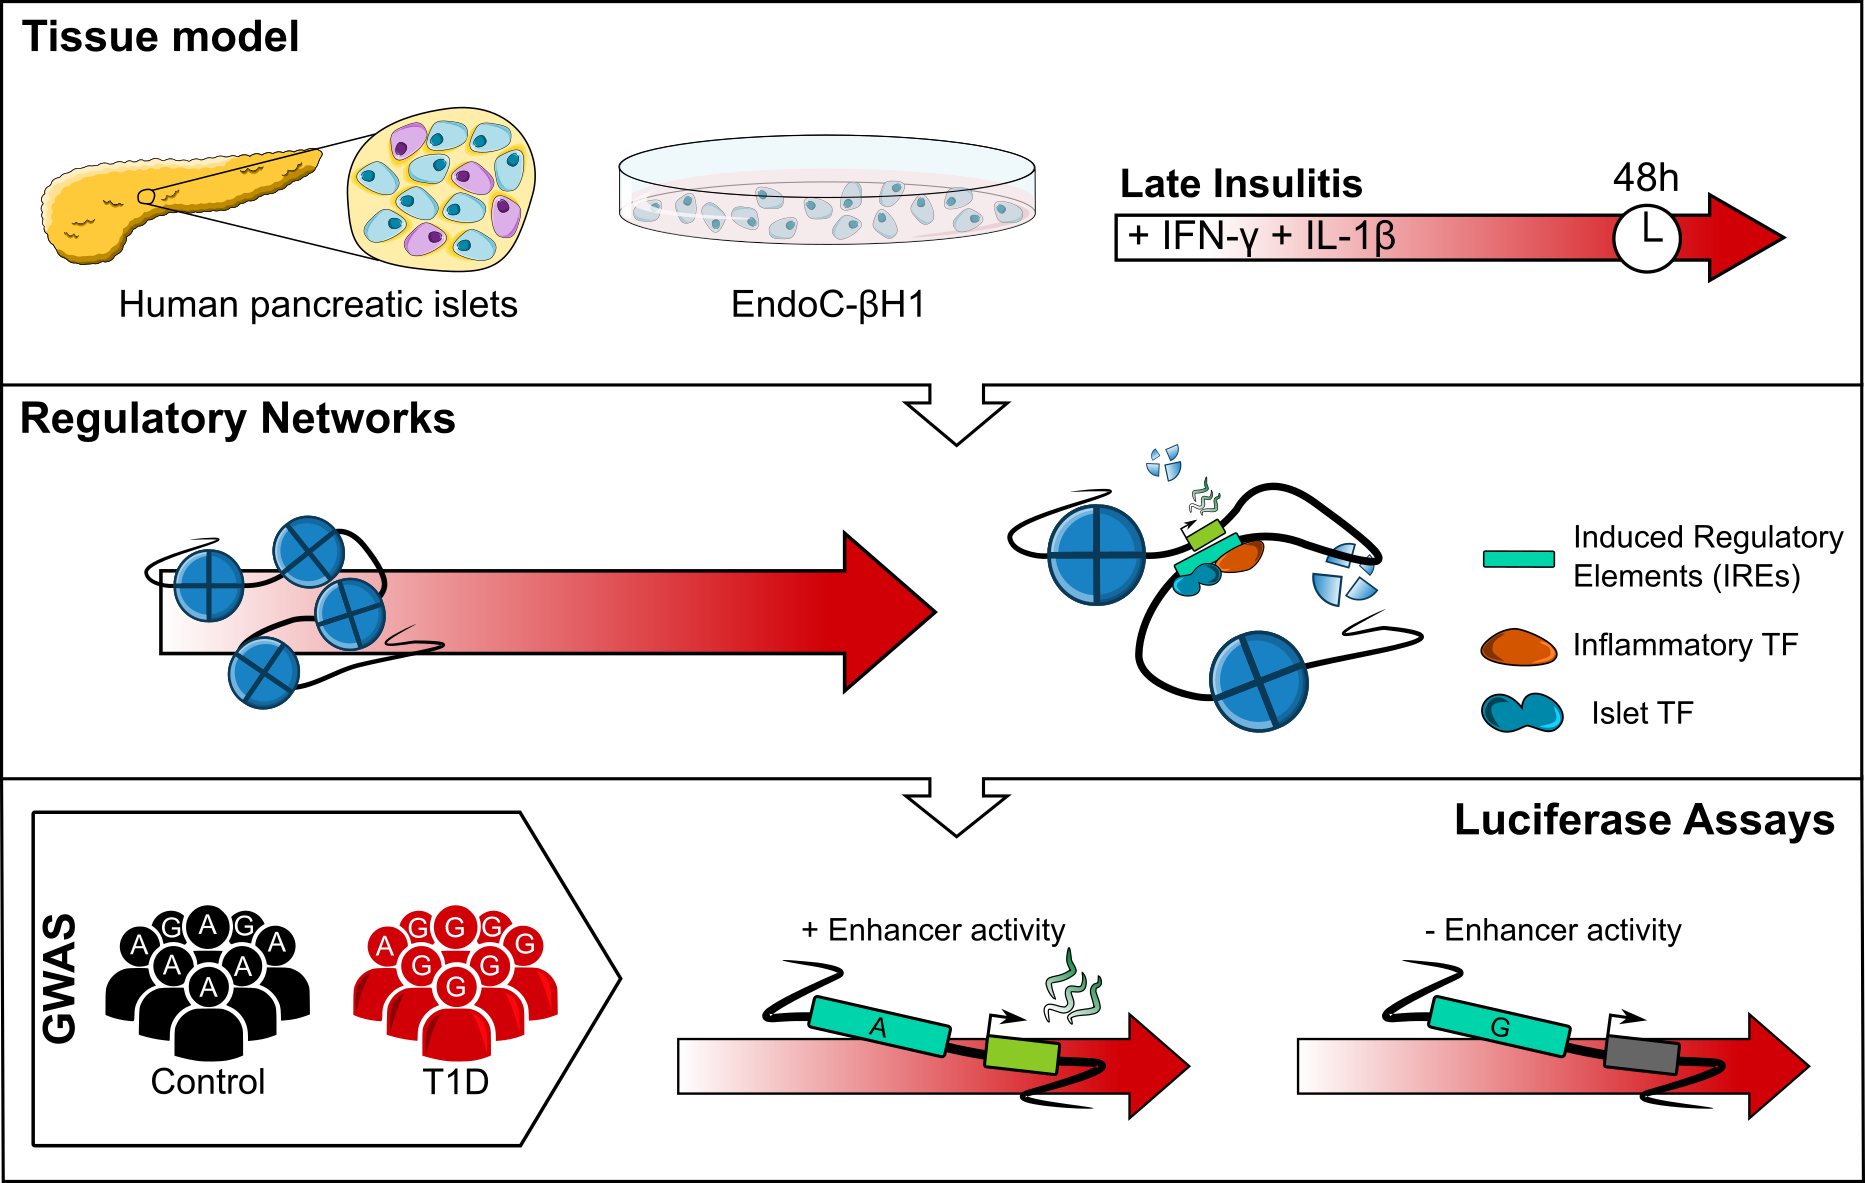 Tissue model
Human pancreatic islets
EndoC-βH1
Late Insulitis
48h
+ IFN-γ + IL-1β
Regulatory Networks
Induced Regulatory
Elements (IREs)
Inflammatory TF
Islet TF
Luciferase Assays
GWAS
A G A G A
A A
A
Control
A G G G G
G G
G
T1D
+ Enhancer activity
A
- Enhancer activity
G